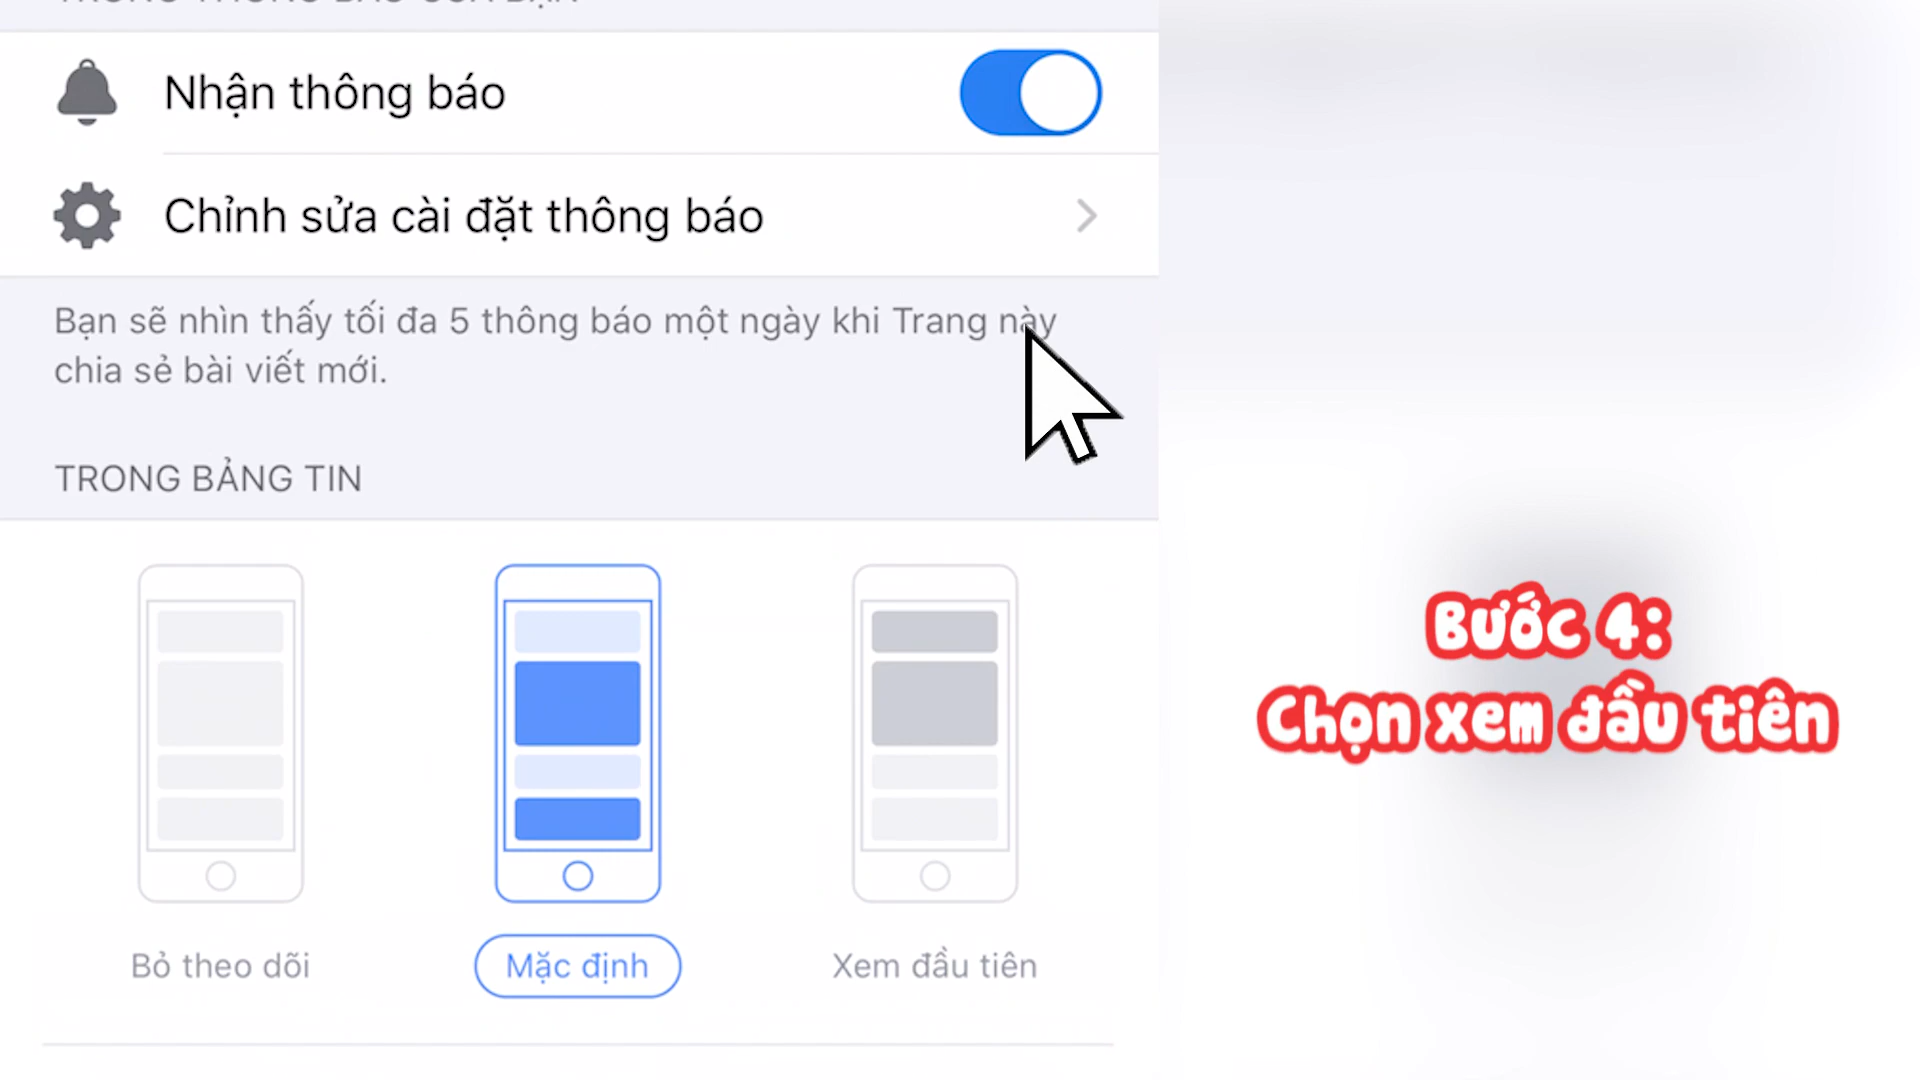 Nhận thông báo
Chỉnh sửa cài đặt thông báo
Bạn sẽ nhìn thấy tối đa 5 thông báo một ngày khi Trang này
chia sẻ bài viết mới.
TRONG BẢNG TIN
Bỏ theo dõi
Mặc định
Xem đầu tiên
Bước 4:
Chọn xem đầu tiên